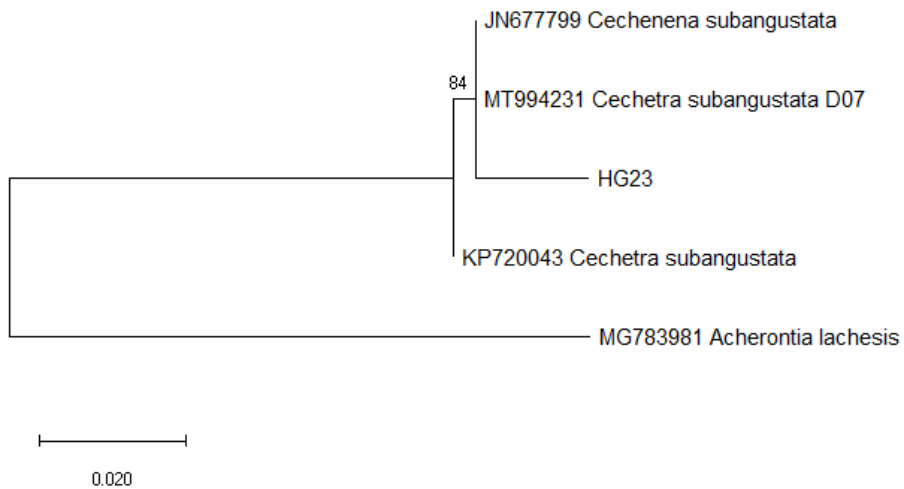 JN677799 Cechenena subangustata
84
MT994231 Cechetra subangustata D07
HG23
KP720043 Cechetra subangustata
MG783981 Acherontia lachesis
0.020